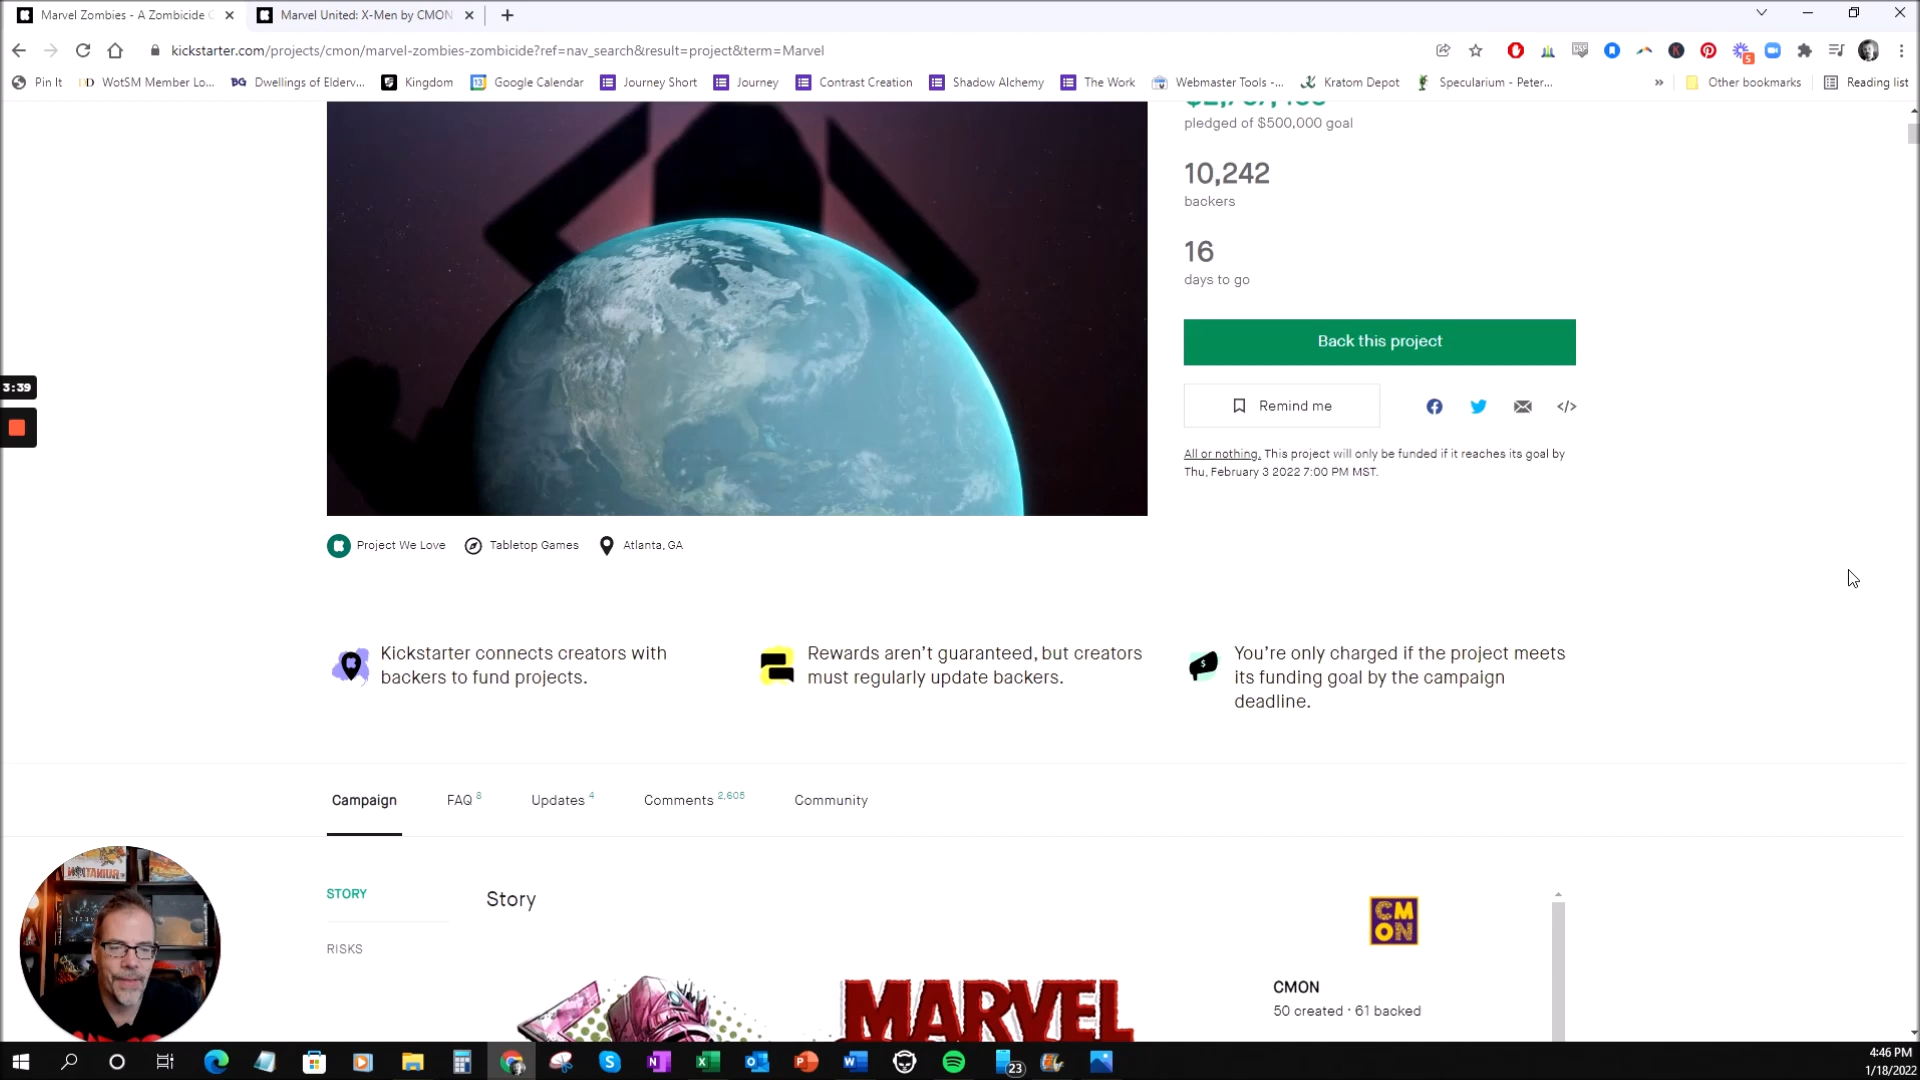 Marvel Zombies - A Zombicide
Marvel United: X-Men by CMON
kickstarter.com/projects/cmon/marvel-zombies-zombicide?ref=nav_search&result=project&term=Marvel
5
Pin It
WotSM Member Lo...
BG
Dwellings of Elderv...
Kingdom
Google Calendar
Journey Short
Journey
Contrast Creation
Shadow Alchemy
The Work
Webmaster Tools -...
Kratom Depot
Specularium - Peter...
»
Other bookmarks
Reading list
pledged of $500,000 goal
10,242
backers
16
days to go
Back this project
3:39
Remind me
All or nothing. This project will only be funded if it reaches its goal by
Thu, February 3 2022 7:00 PM MST.
Project We Love
Tabletop Games
Atlanta, GA
Kickstarter connects creators with
backers to fund projects.
Rewards aren't guaranteed, but creators
must regularly update backers.
You're only charged if the project meets
its funding goal by the campaign
deadline.
Campaign
FAQ 8
Updates 4
Comments 2,605
Community
STORY
RISKS
Story
MARVEL
CMON
CMON
50 created · 61 backed
23
4:46 PM
1/18/2022